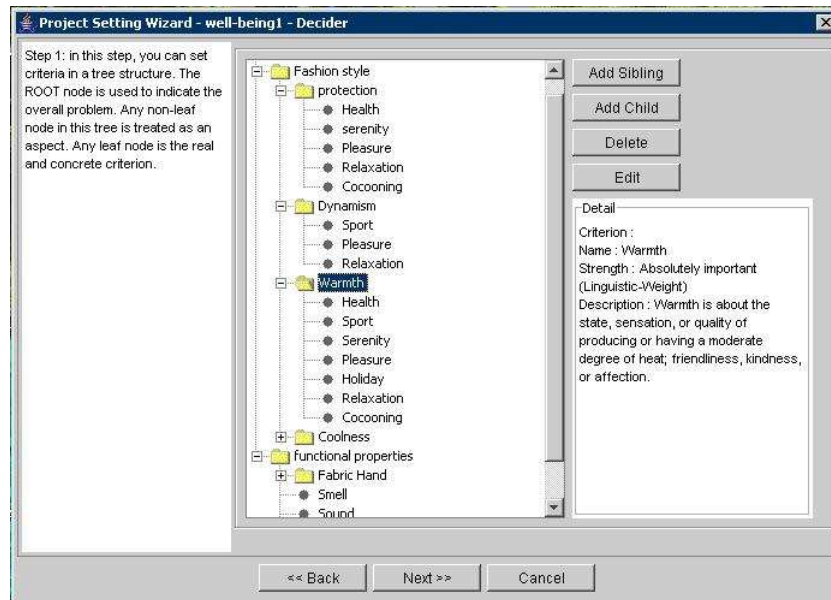 Project Setting Wizard - well-being1 - Decider
Step 1: in this step, you can set
criteria in a tree structure. The
ROOT node is used to indicate the
overall problem. Any non-leaf
node in this tree is treated as an
aspect. Any leaf node is the real
and concrete criterion.
Fashion style
protection
Health
serenity
Pleasure
Relaxation
Cocooning
Dynamism
Sport
Pleasure
Relaxation
Warmth
Health
Sport
Serenity
Pleasure
Holiday
Relaxation
Cocooning
Coolness
functional properties
Fabric Hand
Smell
Sound
Add Sibling
Add Child
Delete
Edit
Detail
Criterion :
Name : Warmth
Strength : Absolutely important
(Linguistic-Weight)
Description : Warmth is about the
state, sensation, or quality of
producing or having a moderate
degree of heat; friendliness, kindness,
or affection.
<< Back
Next >>
Cancel